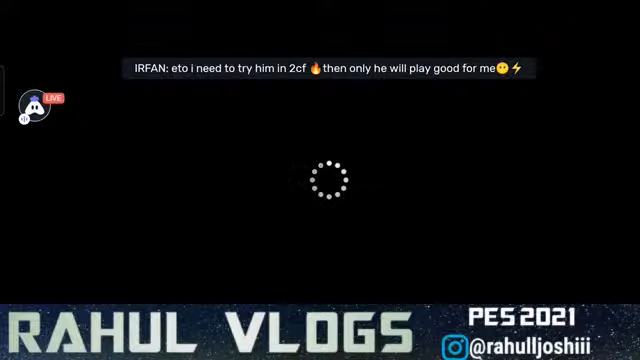 IRFAN: eto i need to try him in 2cf 🔥then only he will play good for me😶⚡
LIVE
RAHUL VLOGS
PES 2021
@rahulljoshiii